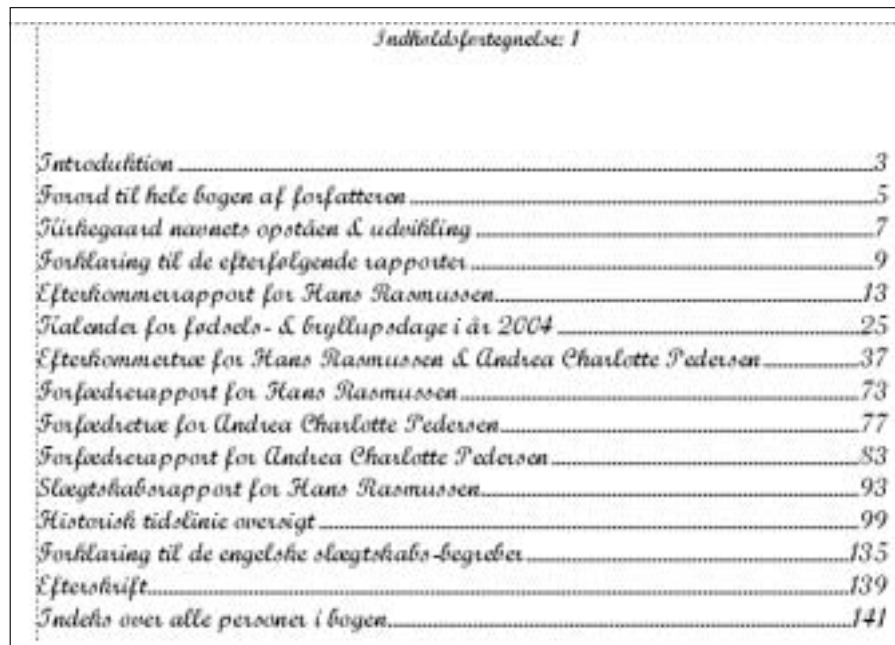 Indholdsfortegnelse: 1
Introduktion 3
Forord til hele bogen af forfatteren 5
Kirkegaard navnets opståen & udvikling 7
Forklaring til de efterfølgende rapporter 9
Efterkommerrapport for Hans Rasmussen 13
Kalender for fødsels- & bryllupsdage i år 2004 25
Efterkommertræ for Hans Rasmussen & Andrea Charlotte Pedersen 37
Forfædrerapport for Hans Rasmussen 73
Forfædretræ for Andrea Charlotte Pedersen 77
Forfædrerapport for Andrea Charlotte Pedersen 83
Slægtskabsrapport for Hans Rasmussen 93
Historisk tidslinie oversigt 99
Forklaring til de engelske slægtskabs-begreber 135
Efterskrift 139
Indeks over alle personer i bogen 141